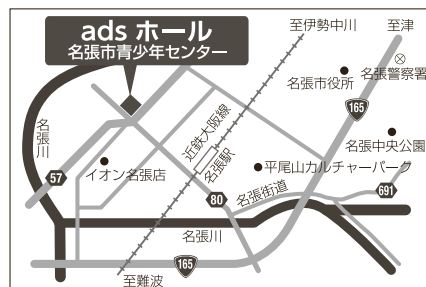 ads ホール
名張市青少年センター
至伊勢中川
至津
名張警察署
名張市役所
165
名張川
近鉄大阪線
名張駅
名張中央公園
イオン名張店
平尾山カルチャーパーク
57
80
名張街道
691
名張川
165
至難波